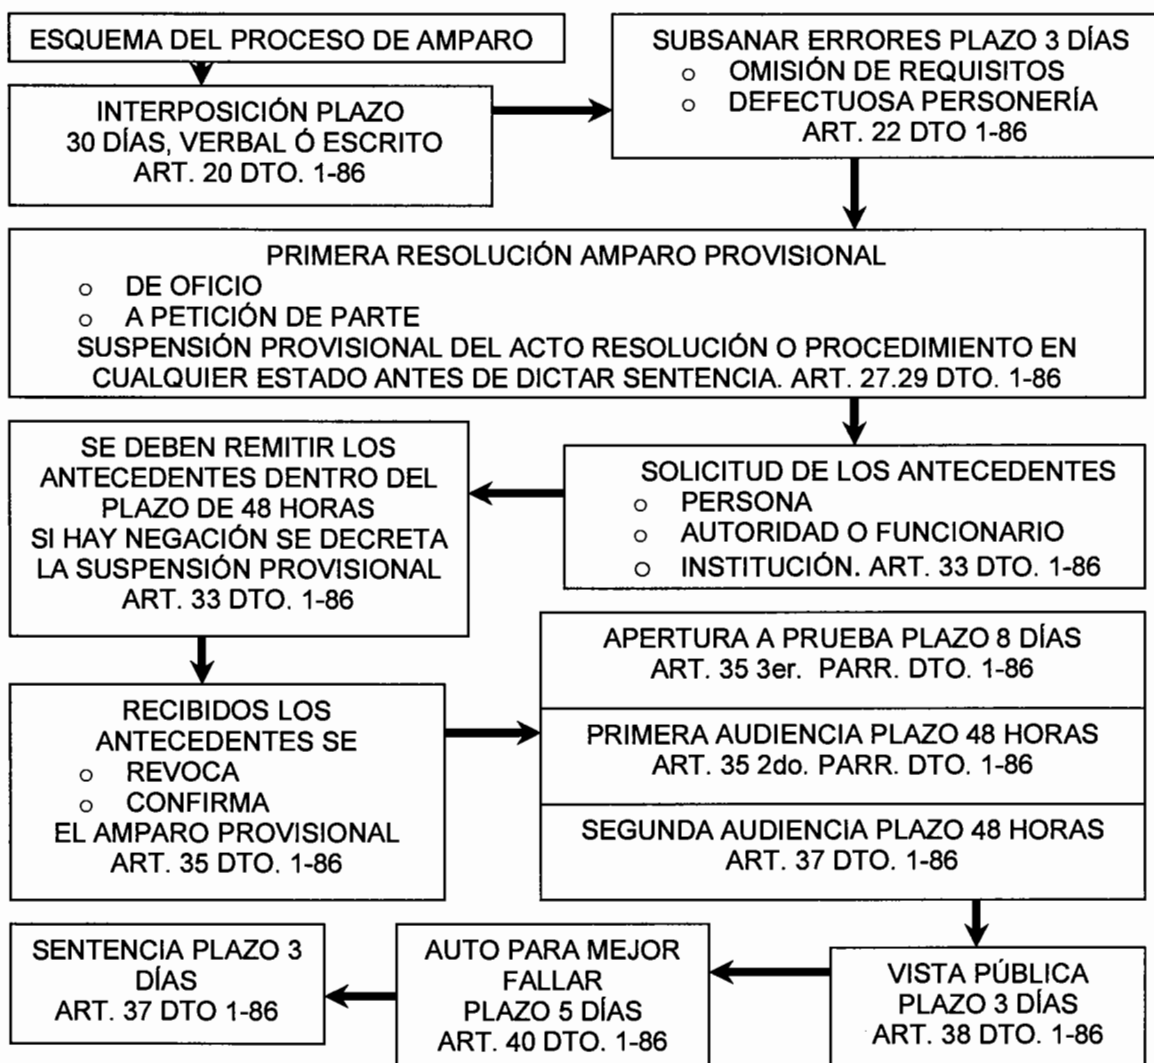 ESQUEMA DEL PROCESO DE AMPARO
INTERPOSICIÓN PLAZO
30 DÍAS, VERBAL Ó ESCRITO
ART. 20 DTO. 1-86
SUBSANAR ERRORES PLAZO 3 DÍAS
o OMISIÓN DE REQUISITOS
o DEFECTUOSA PERSONERÍA
ART. 22 DTO 1-86
PRIMERA RESOLUCIÓN AMPARO PROVISIONAL
o DE OFICIO
o A PETICIÓN DE PARTE
SUSPENSIÓN PROVISIONAL DEL ACTO RESOLUCIÓN O PROCEDIMIENTO EN
CUALQUIER ESTADO ANTES DE DICTAR SENTENCIA. ART. 27.29 DTO. 1-86
SOLICITUD DE LOS ANTECEDENTES
o PERSONA
o AUTORIDAD O FUNCIONARIO
o INSTITUCIÓN. ART. 33 DTO. 1-86
SE DEBEN REMITIR LOS
ANTECEDENTES DENTRO DEL
PLAZO DE 48 HORAS
SI HAY NEGACIÓN SE DECRETA
LA SUSPENSIÓN PROVISIONAL
ART. 33 DTO. 1-86
RECIBIDOS LOS
ANTECEDENTES SE
o REVOCA
o CONFIRMA
EL AMPARO PROVISIONAL
ART. 35 DTO. 1-86
APERTURA A PRUEBA PLAZO 8 DÍAS
ART. 35 3er. PARR. DTO. 1-86
PRIMERA AUDIENCIA PLAZO 48 HORAS
ART. 35 2do. PARR. DTO. 1-86
SEGUNDA AUDIENCIA PLAZO 48 HORAS
ART. 37 DTO. 1-86
VISTA PÚBLICA
PLAZO 3 DÍAS
ART. 38 DTO. 1-86
AUTO PARA MEJOR
FALLAR
PLAZO 5 DÍAS
ART. 40 DTO. 1-86
SENTENCIA PLAZO 3
DÍAS
ART. 37 DTO 1-86